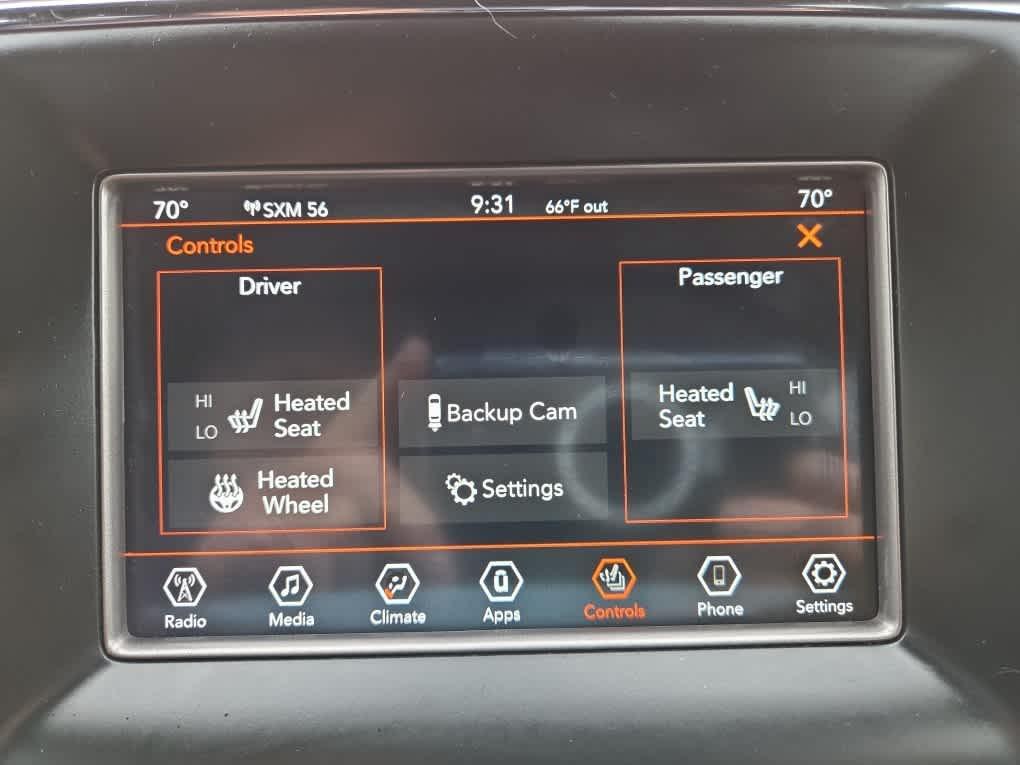 70° SXM 56 9:31 66°F out 70°
Controls X
Driver
Passenger
HI
LO
Heated
Seat
Backup Cam
Heated
Seat
HI
LO
Heated
Wheel
Settings
Radio Media Climate Apps Controls Phone Settings